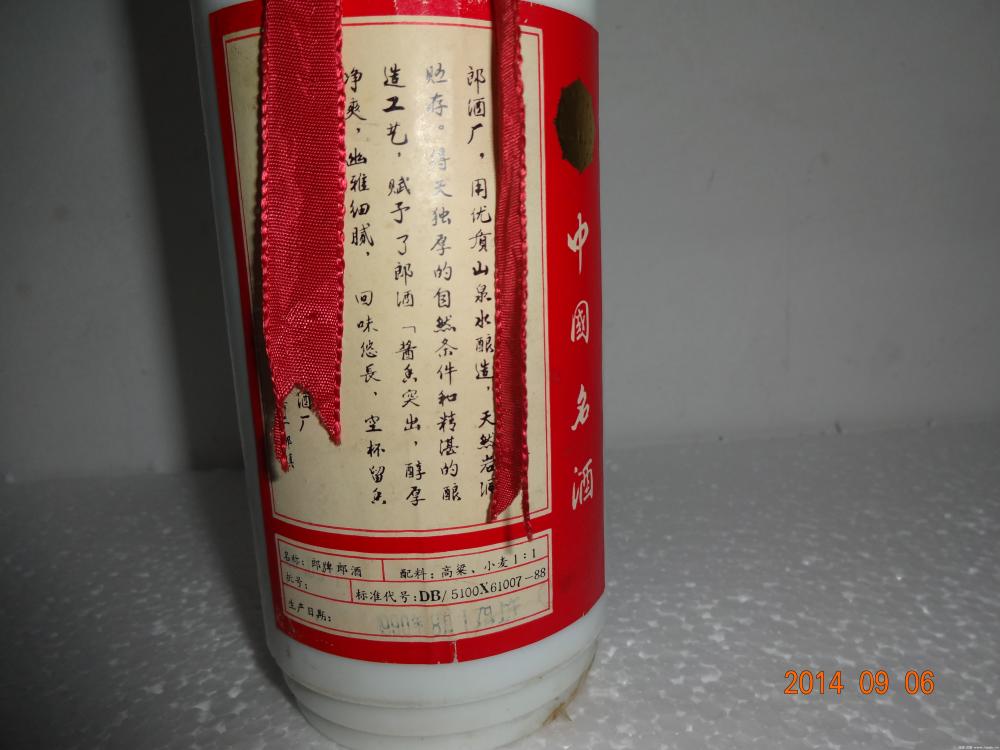 郎酒厂，用优质山泉水酿造，天然岩洞
贮存。得天独厚的自然条件和精湛的酿
造工艺，赋予了郎酒「酱香突出，醇厚
净爽，幽雅细腻，回味悠長，空杯留香
酒厂
中國名酒
名称：郎牌郎酒
配料：高粱、小麦1：1
批号：
标准代号：DB/5100X61007-88
生产日期：
2014 09 06